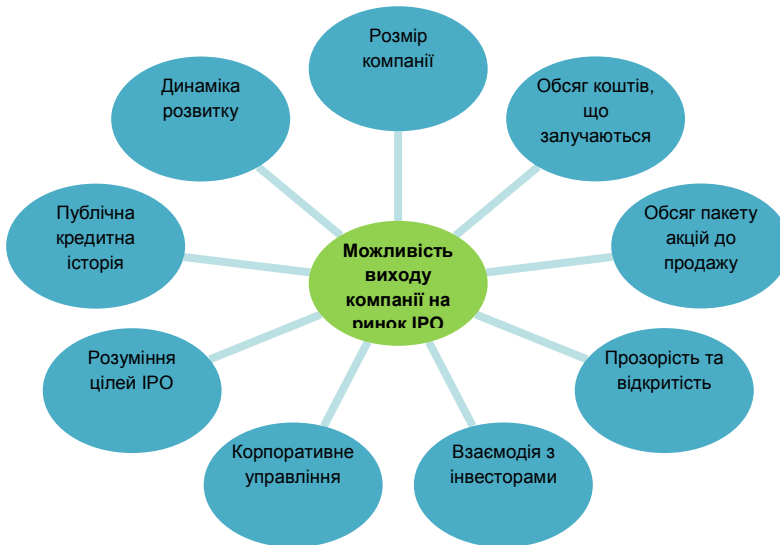 Розмір
компанії
Обсяг коштів,
що
залучаються
Обсяг пакету
акцій до
продажу
Прозорість та
відкритість
Взаємодія з
інвесторами
Корпоративне
управління
Розуміння
цілей IPO
Публічна
кредитна
історія
Динаміка
розвитку
Можливість
виходу
компанії на
ринок IPO